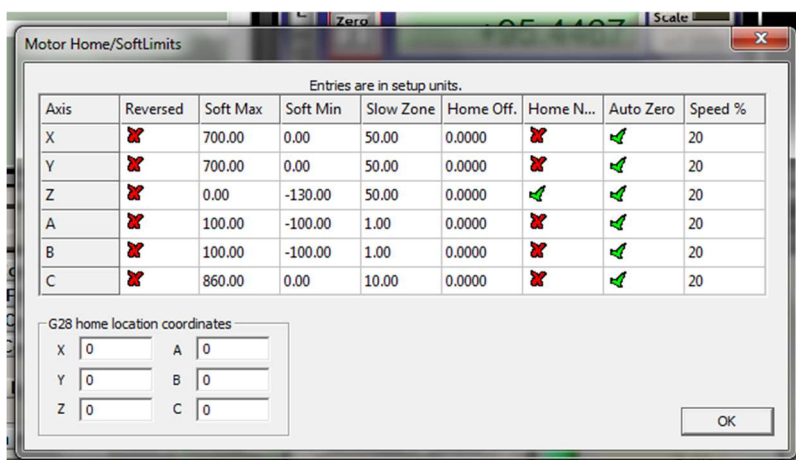 Zero
Scale
Motor Home/SoftLimits
Entries are in setup units.
Axis Reversed Soft Max Soft Min Slow Zone Home Off. Home N... Auto Zero Speed %
X 700.00 0.00 50.00 0.0000 20
Y 700.00 0.00 50.00 0.0000 20
Z 0.00 -130.00 50.00 0.0000 20
A 100.00 -100.00 1.00 0.0000 20
B 100.00 -100.00 1.00 0.0000 20
C 860.00 0.00 10.00 0.0000 20
G28 home location coordinates
X 0 A 0
Y 0 B 0
Z 0 C 0
OK